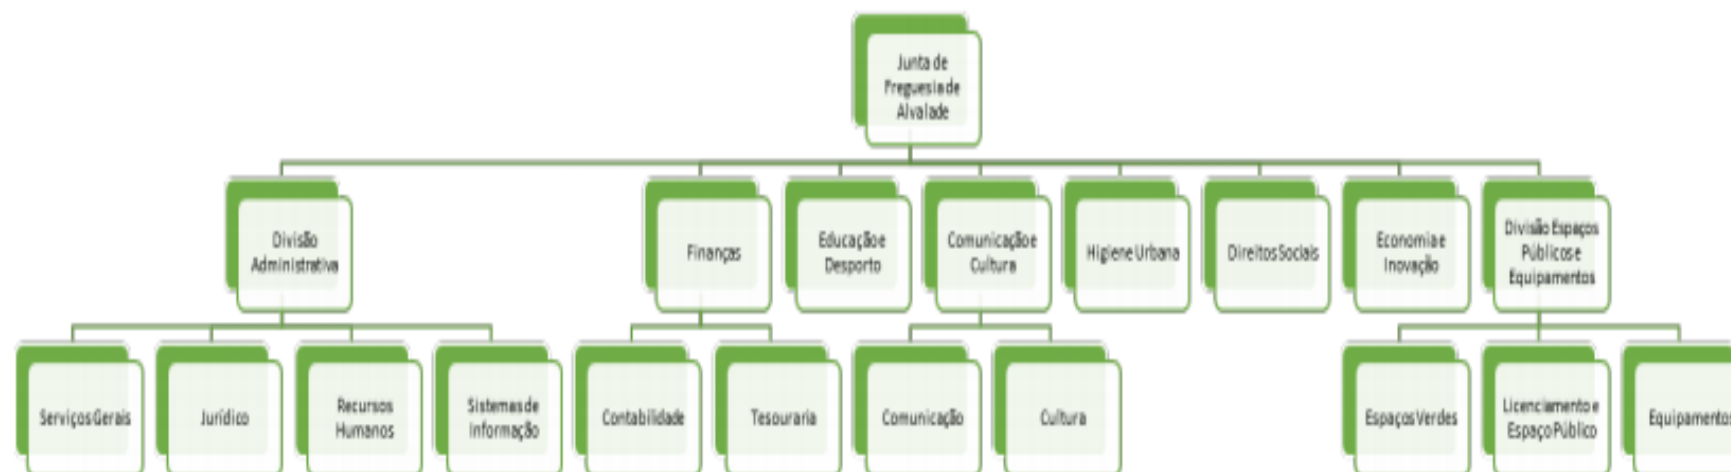 Junta de
Freguesia de
Alvalade
Divisão
Administrativa
Finanças
Educação e
Desporto
Comunicação e
Cultura
Higiene Urbana
Direitos Sociais
Economia e
Inovação
Divisão Espaços
Públicos e
Equipamentos
Serviços Gerais
Jurídico
Recursos
Humanos
Sistemas de
Informação
Contabilidade
Tesouraria
Comunicação
Cultura
Espaços Verdes
Licenciamento e
Espaço Público
Equipamentos